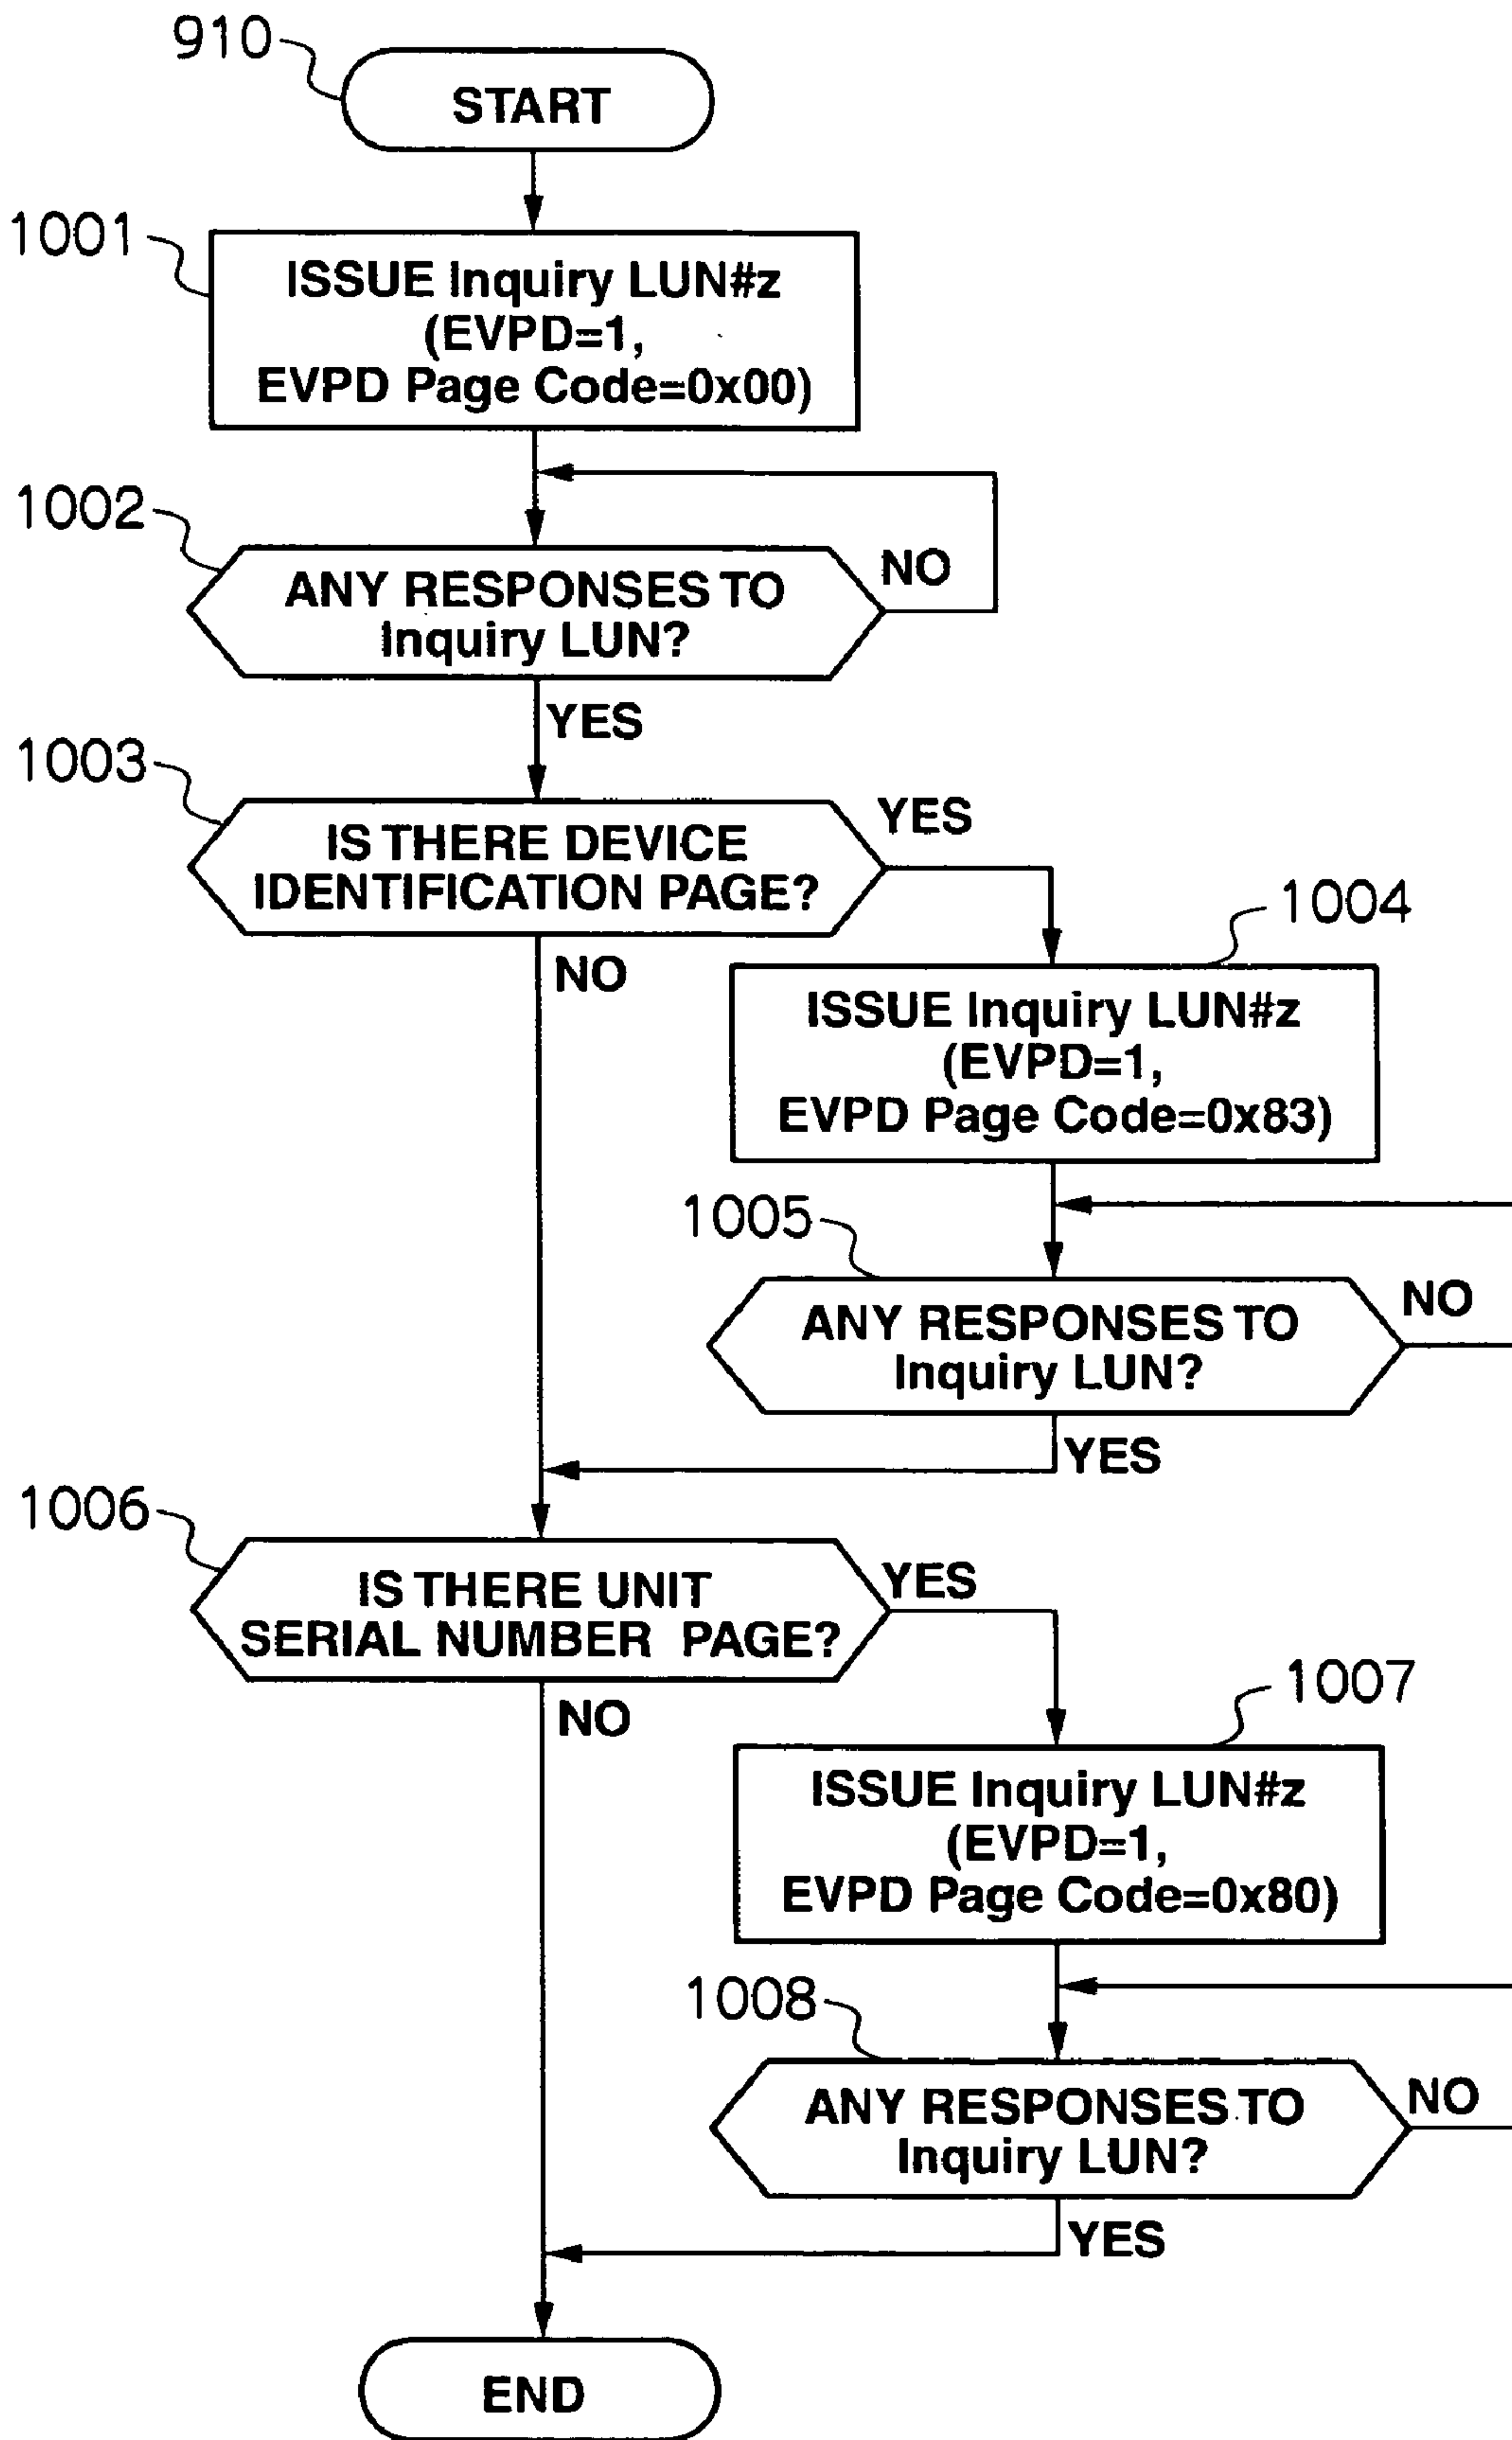 910
START
1001
ISSUE Inquiry LUN#z
(EVPD=1,
EVPD Page Code=0x00)
1002
ANY RESPONSES TO
Inquiry LUN?
NO
YES
1003
IS THERE DEVICE
IDENTIFICATION PAGE?
YES
NO
1004
ISSUE Inquiry LUN#z
(EVPD=1,
EVPD Page Code=0x83)
1005
ANY RESPONSES TO
Inquiry LUN?
NO
YES
1006
IS THERE UNIT
SERIAL NUMBER PAGE?
YES
NO
1007
ISSUE Inquiry LUN#z
(EVPD=1,
EVPD Page Code=0x80)
1008
ANY RESPONSES TO
Inquiry LUN?
NO
YES
END